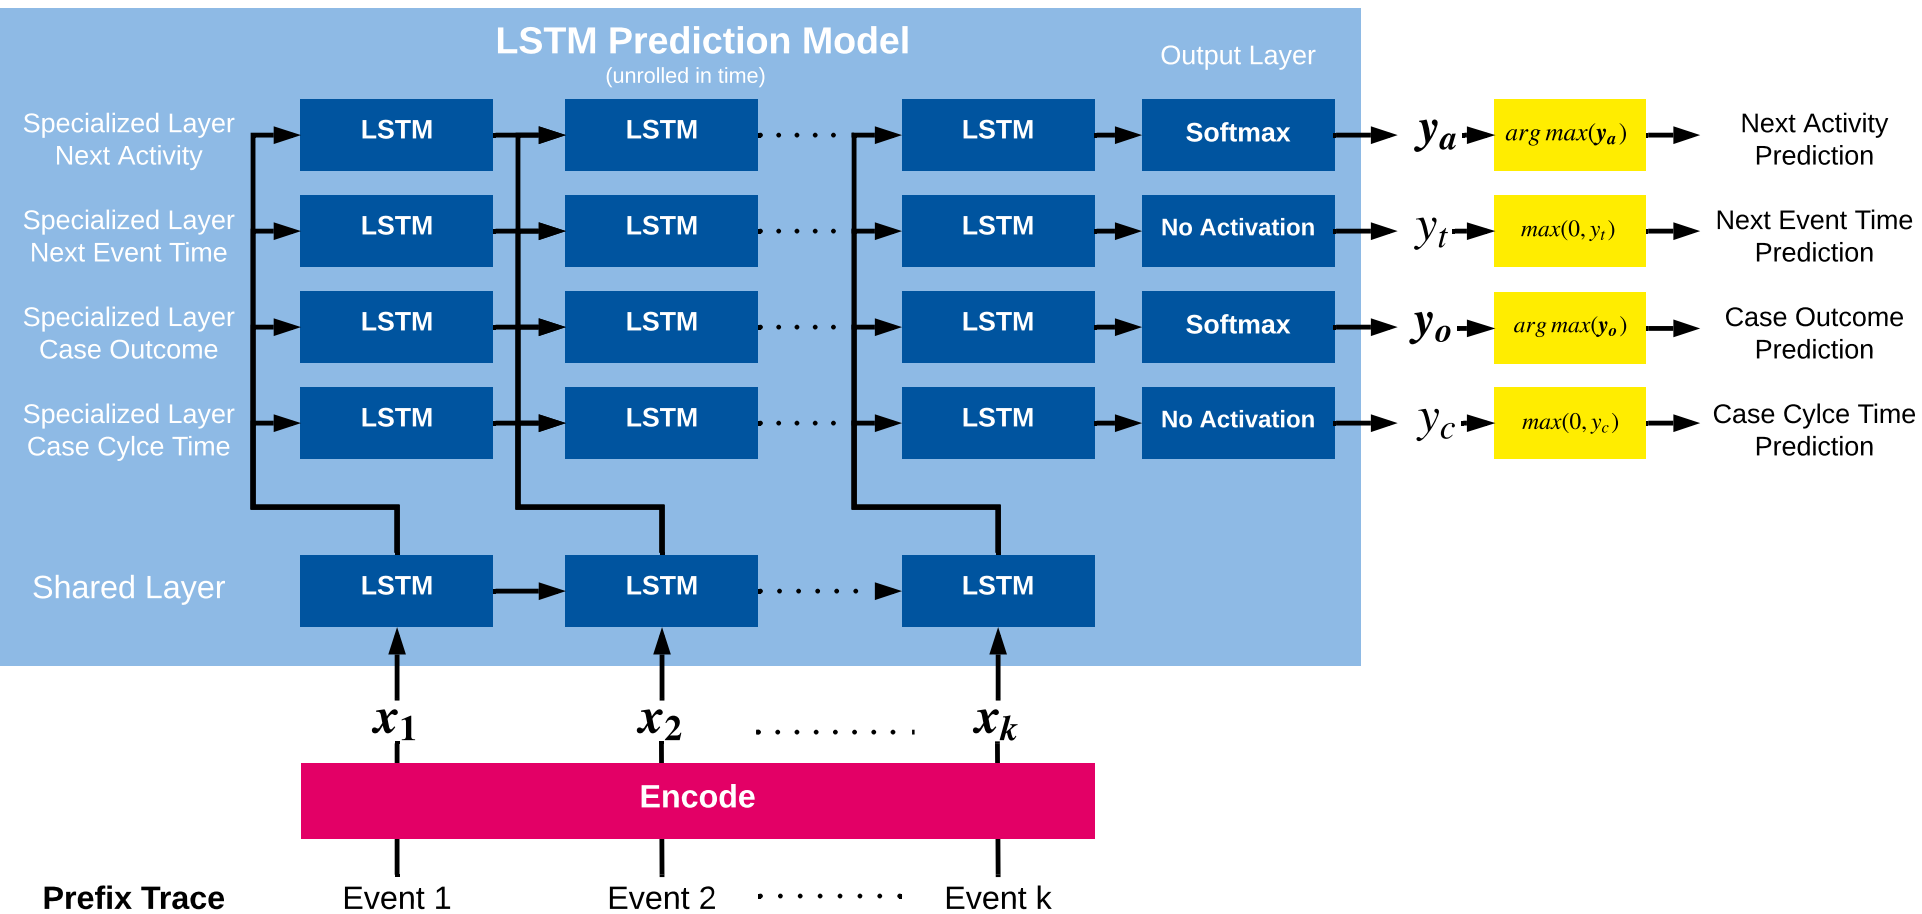 LSTM Prediction Model
(unrolled in time)
Output Layer
Specialized Layer
Next Activity
LSTM
LSTM
LSTM
Softmax
yₐ
arg max(yₐ)
Next Activity
Prediction
Specialized Layer
Next Event Time
LSTM
LSTM
LSTM
No Activation
yₜ
max(0, yₜ)
Next Event Time
Prediction
Specialized Layer
Case Outcome
LSTM
LSTM
LSTM
Softmax
yₒ
arg max(yₒ)
Case Outcome
Prediction
Specialized Layer
Case Cylce Time
LSTM
LSTM
LSTM
No Activation
y_c
max(0, y_c)
Case Cylce Time
Prediction
Shared Layer
LSTM
LSTM
LSTM
x₁
x₂
xₖ
Encode
Prefix Trace
Event 1
Event 2
Event k